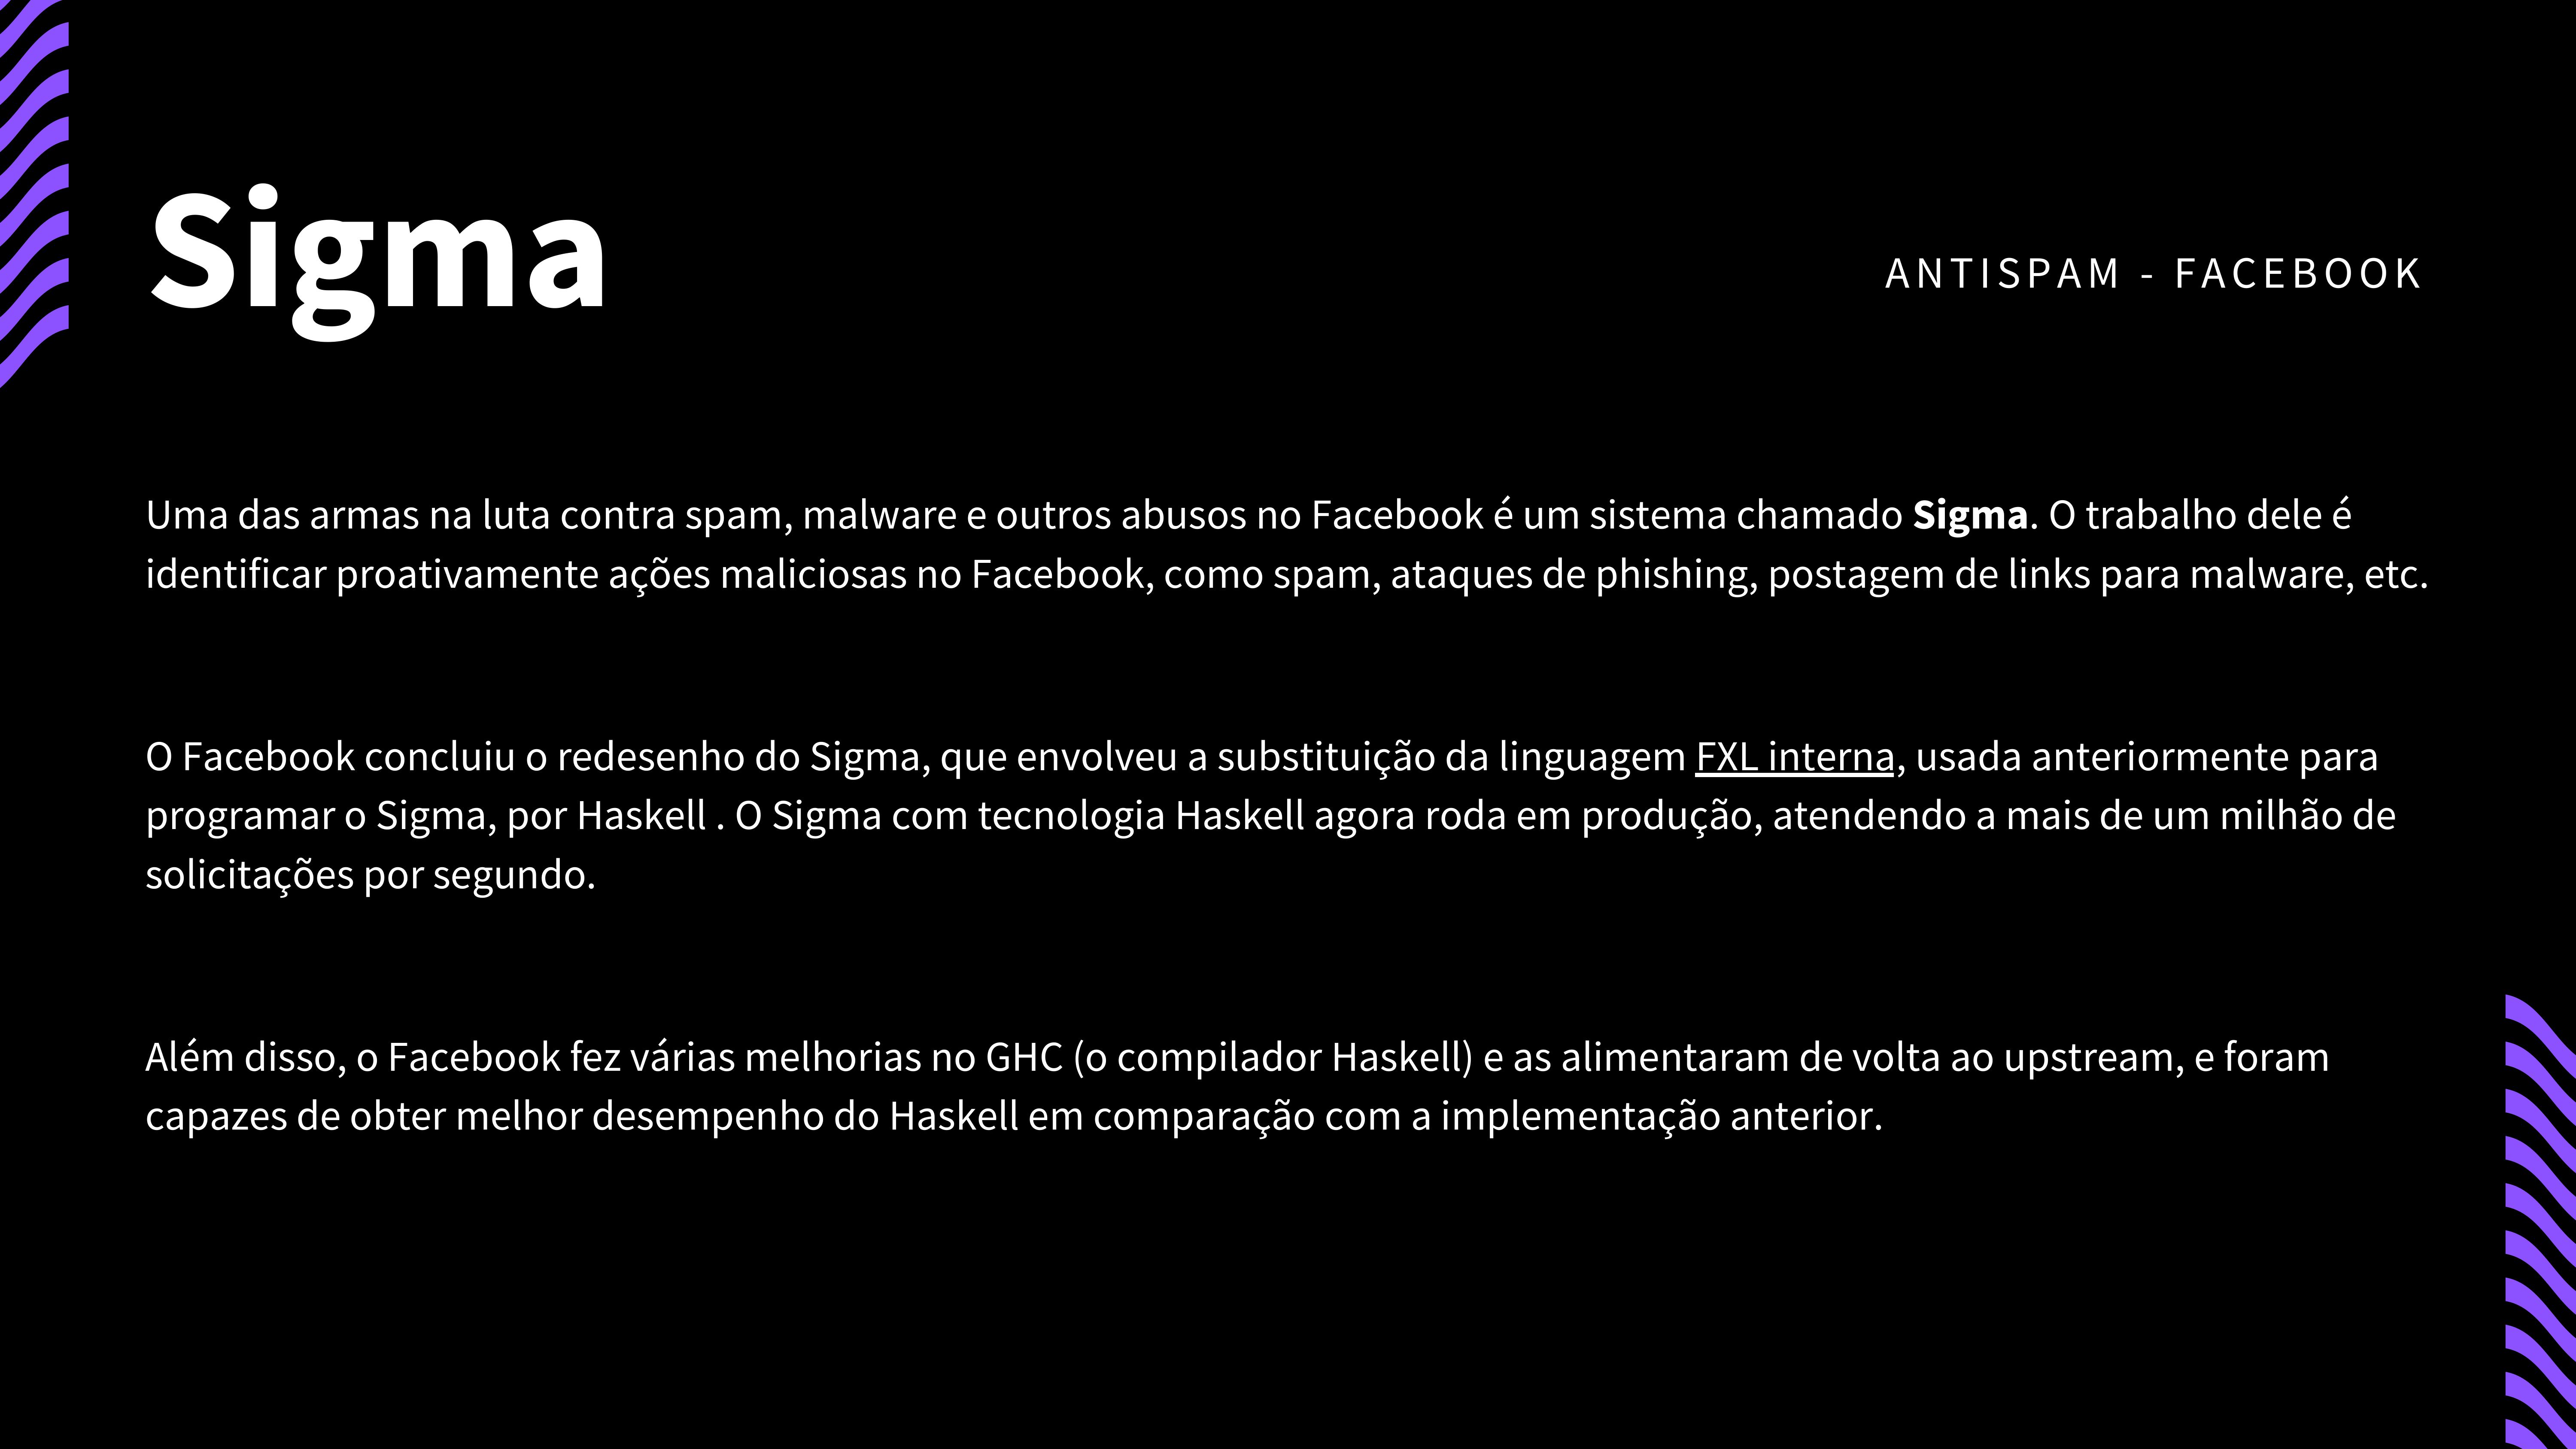 Sigma
ANTISPAM - FACEBOOK
Uma das armas na luta contra spam, malware e outros abusos no Facebook é um sistema chamado Sigma. O trabalho dele é
identificar proativamente ações maliciosas no Facebook, como spam, ataques de phishing, postagem de links para malware, etc.
O Facebook concluiu o redesenho do Sigma, que envolveu a substituição da linguagem FXL interna, usada anteriormente para
programar o Sigma, por Haskell . O Sigma com tecnologia Haskell agora roda em produção, atendendo a mais de um milhão de
solicitações por segundo.
Além disso, o Facebook fez várias melhorias no GHC (o compilador Haskell) e as alimentaram de volta ao upstream, e foram
capazes de obter melhor desempenho do Haskell em comparação com a implementação anterior.